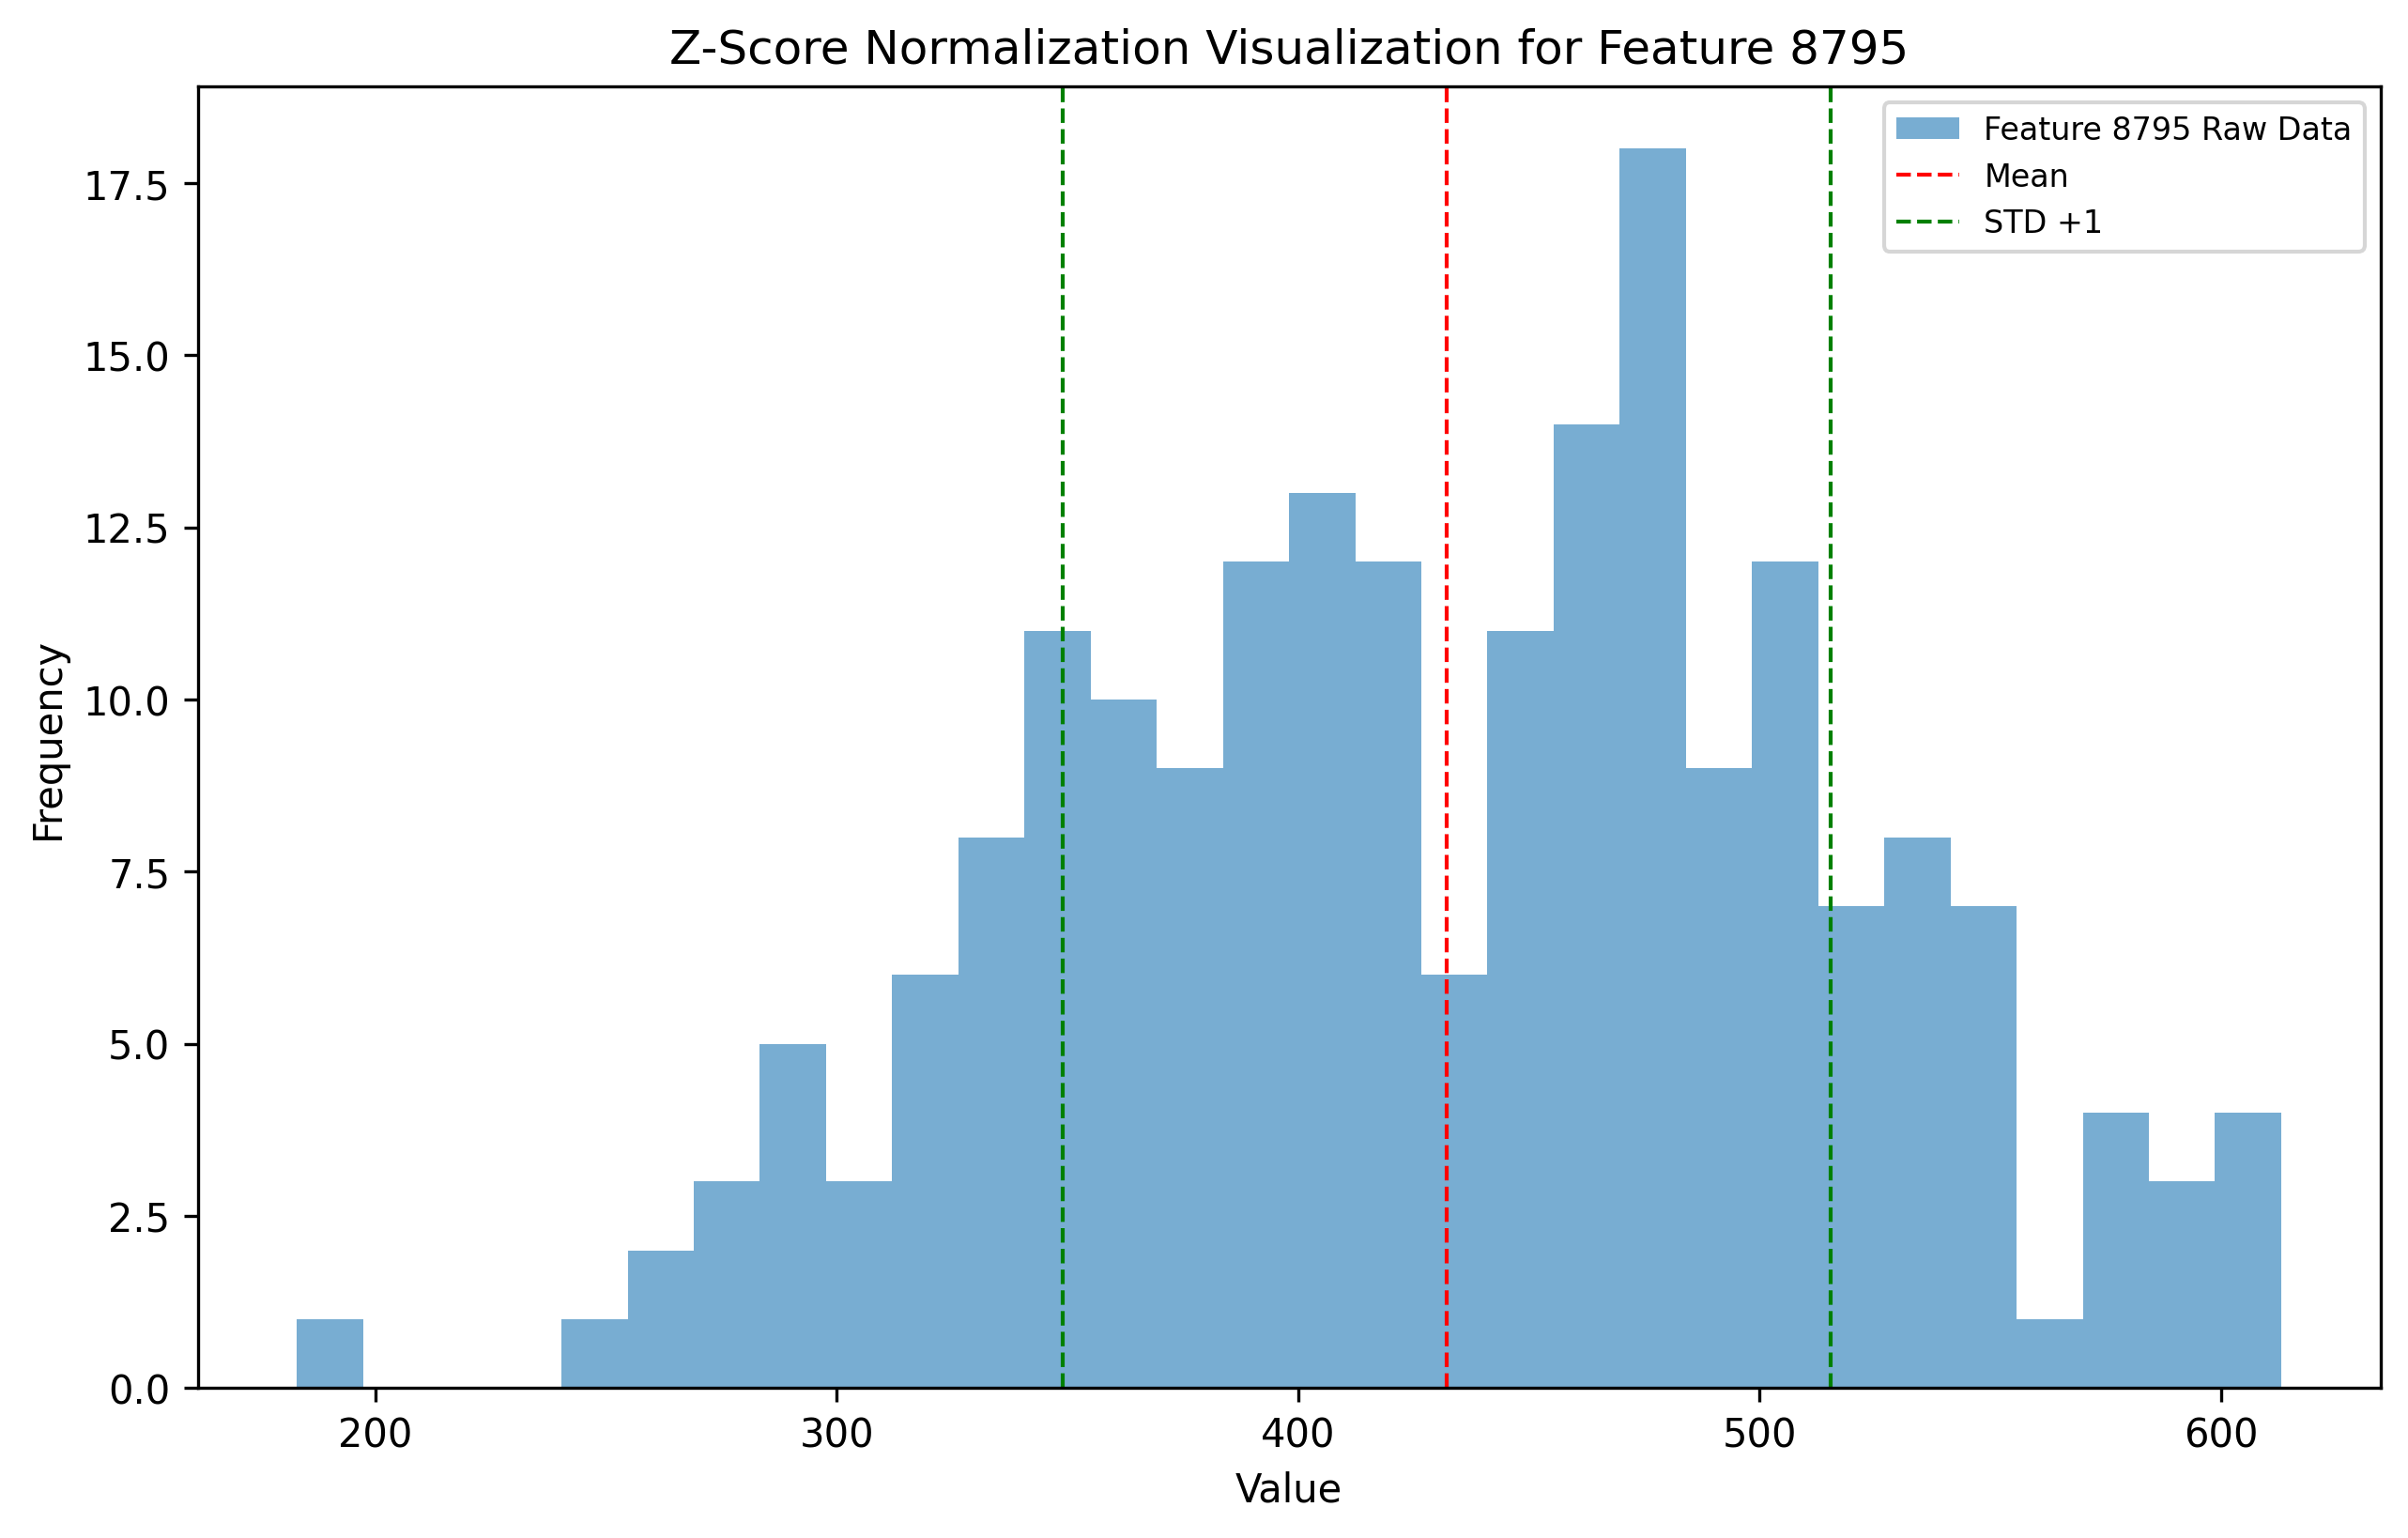 Z-Score Normalization Visualization for Feature 8795
Feature 8795 Raw Data
Mean
STD +1
17.5
15.0
12.5
10.0
7.5
5.0
2.5
0.0
Frequency
200 300 400 500 600
Value